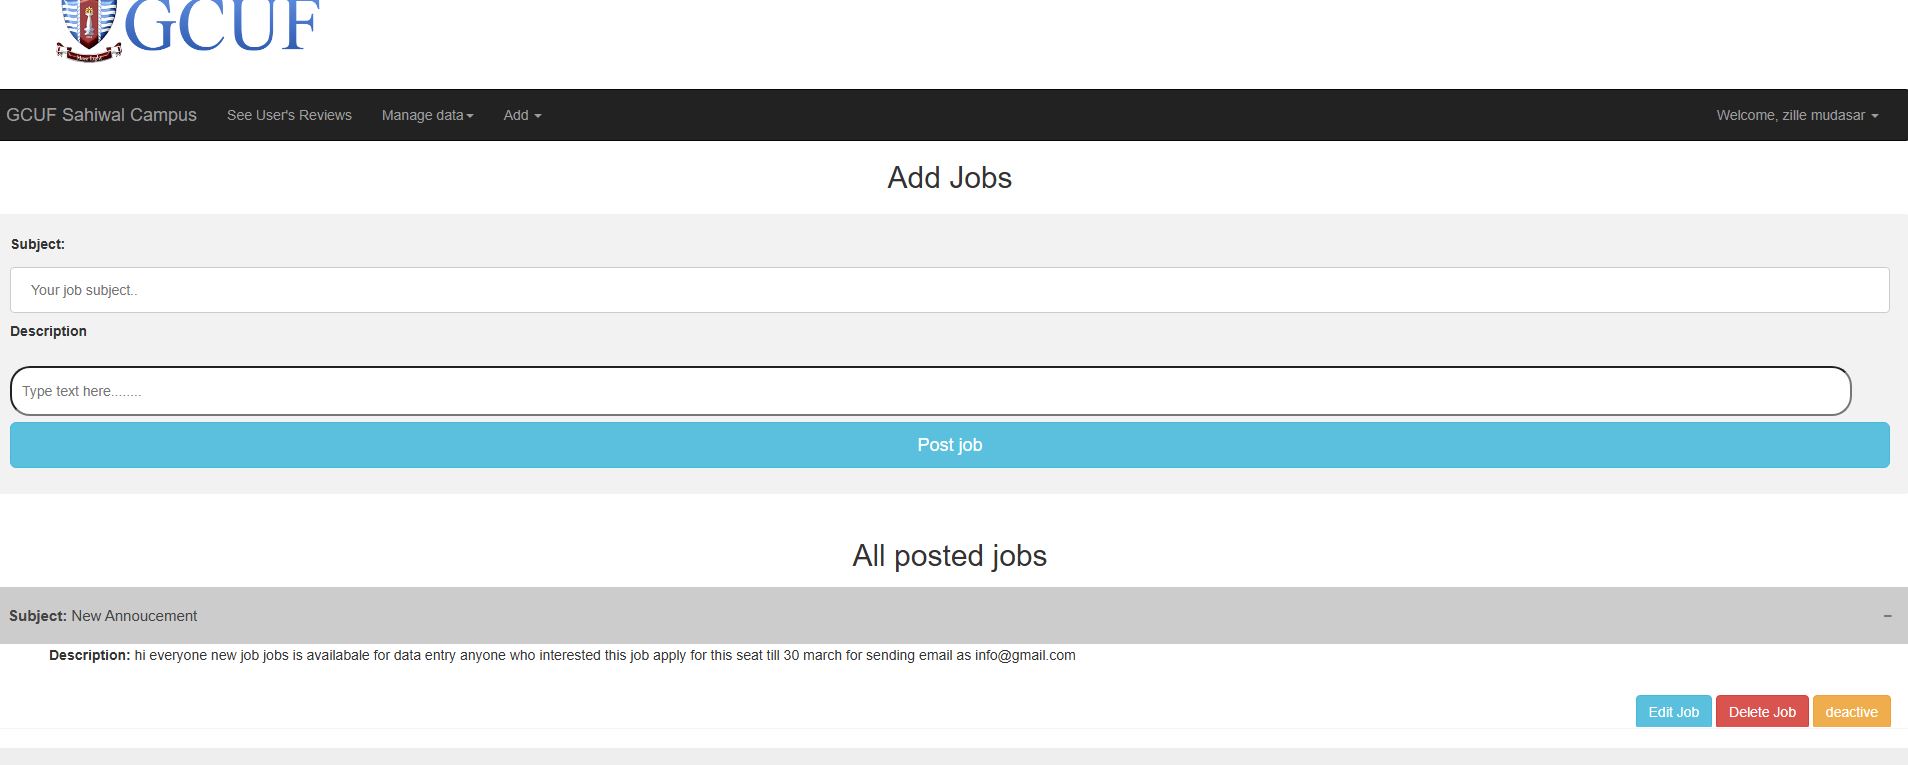 GCUF
GCUF Sahiwal Campus See User's Reviews Manage data Add Welcome, zille mudasar
Add Jobs
Subject:
Your job subject..
Description
Type text here........
Post job
All posted jobs
Subject: New Annoucement –
Description: hi everyone new job jobs is availabale for data entry anyone who interested this job apply for this seat till 30 march for sending email as info@gmail.com
Edit Job Delete Job deactive